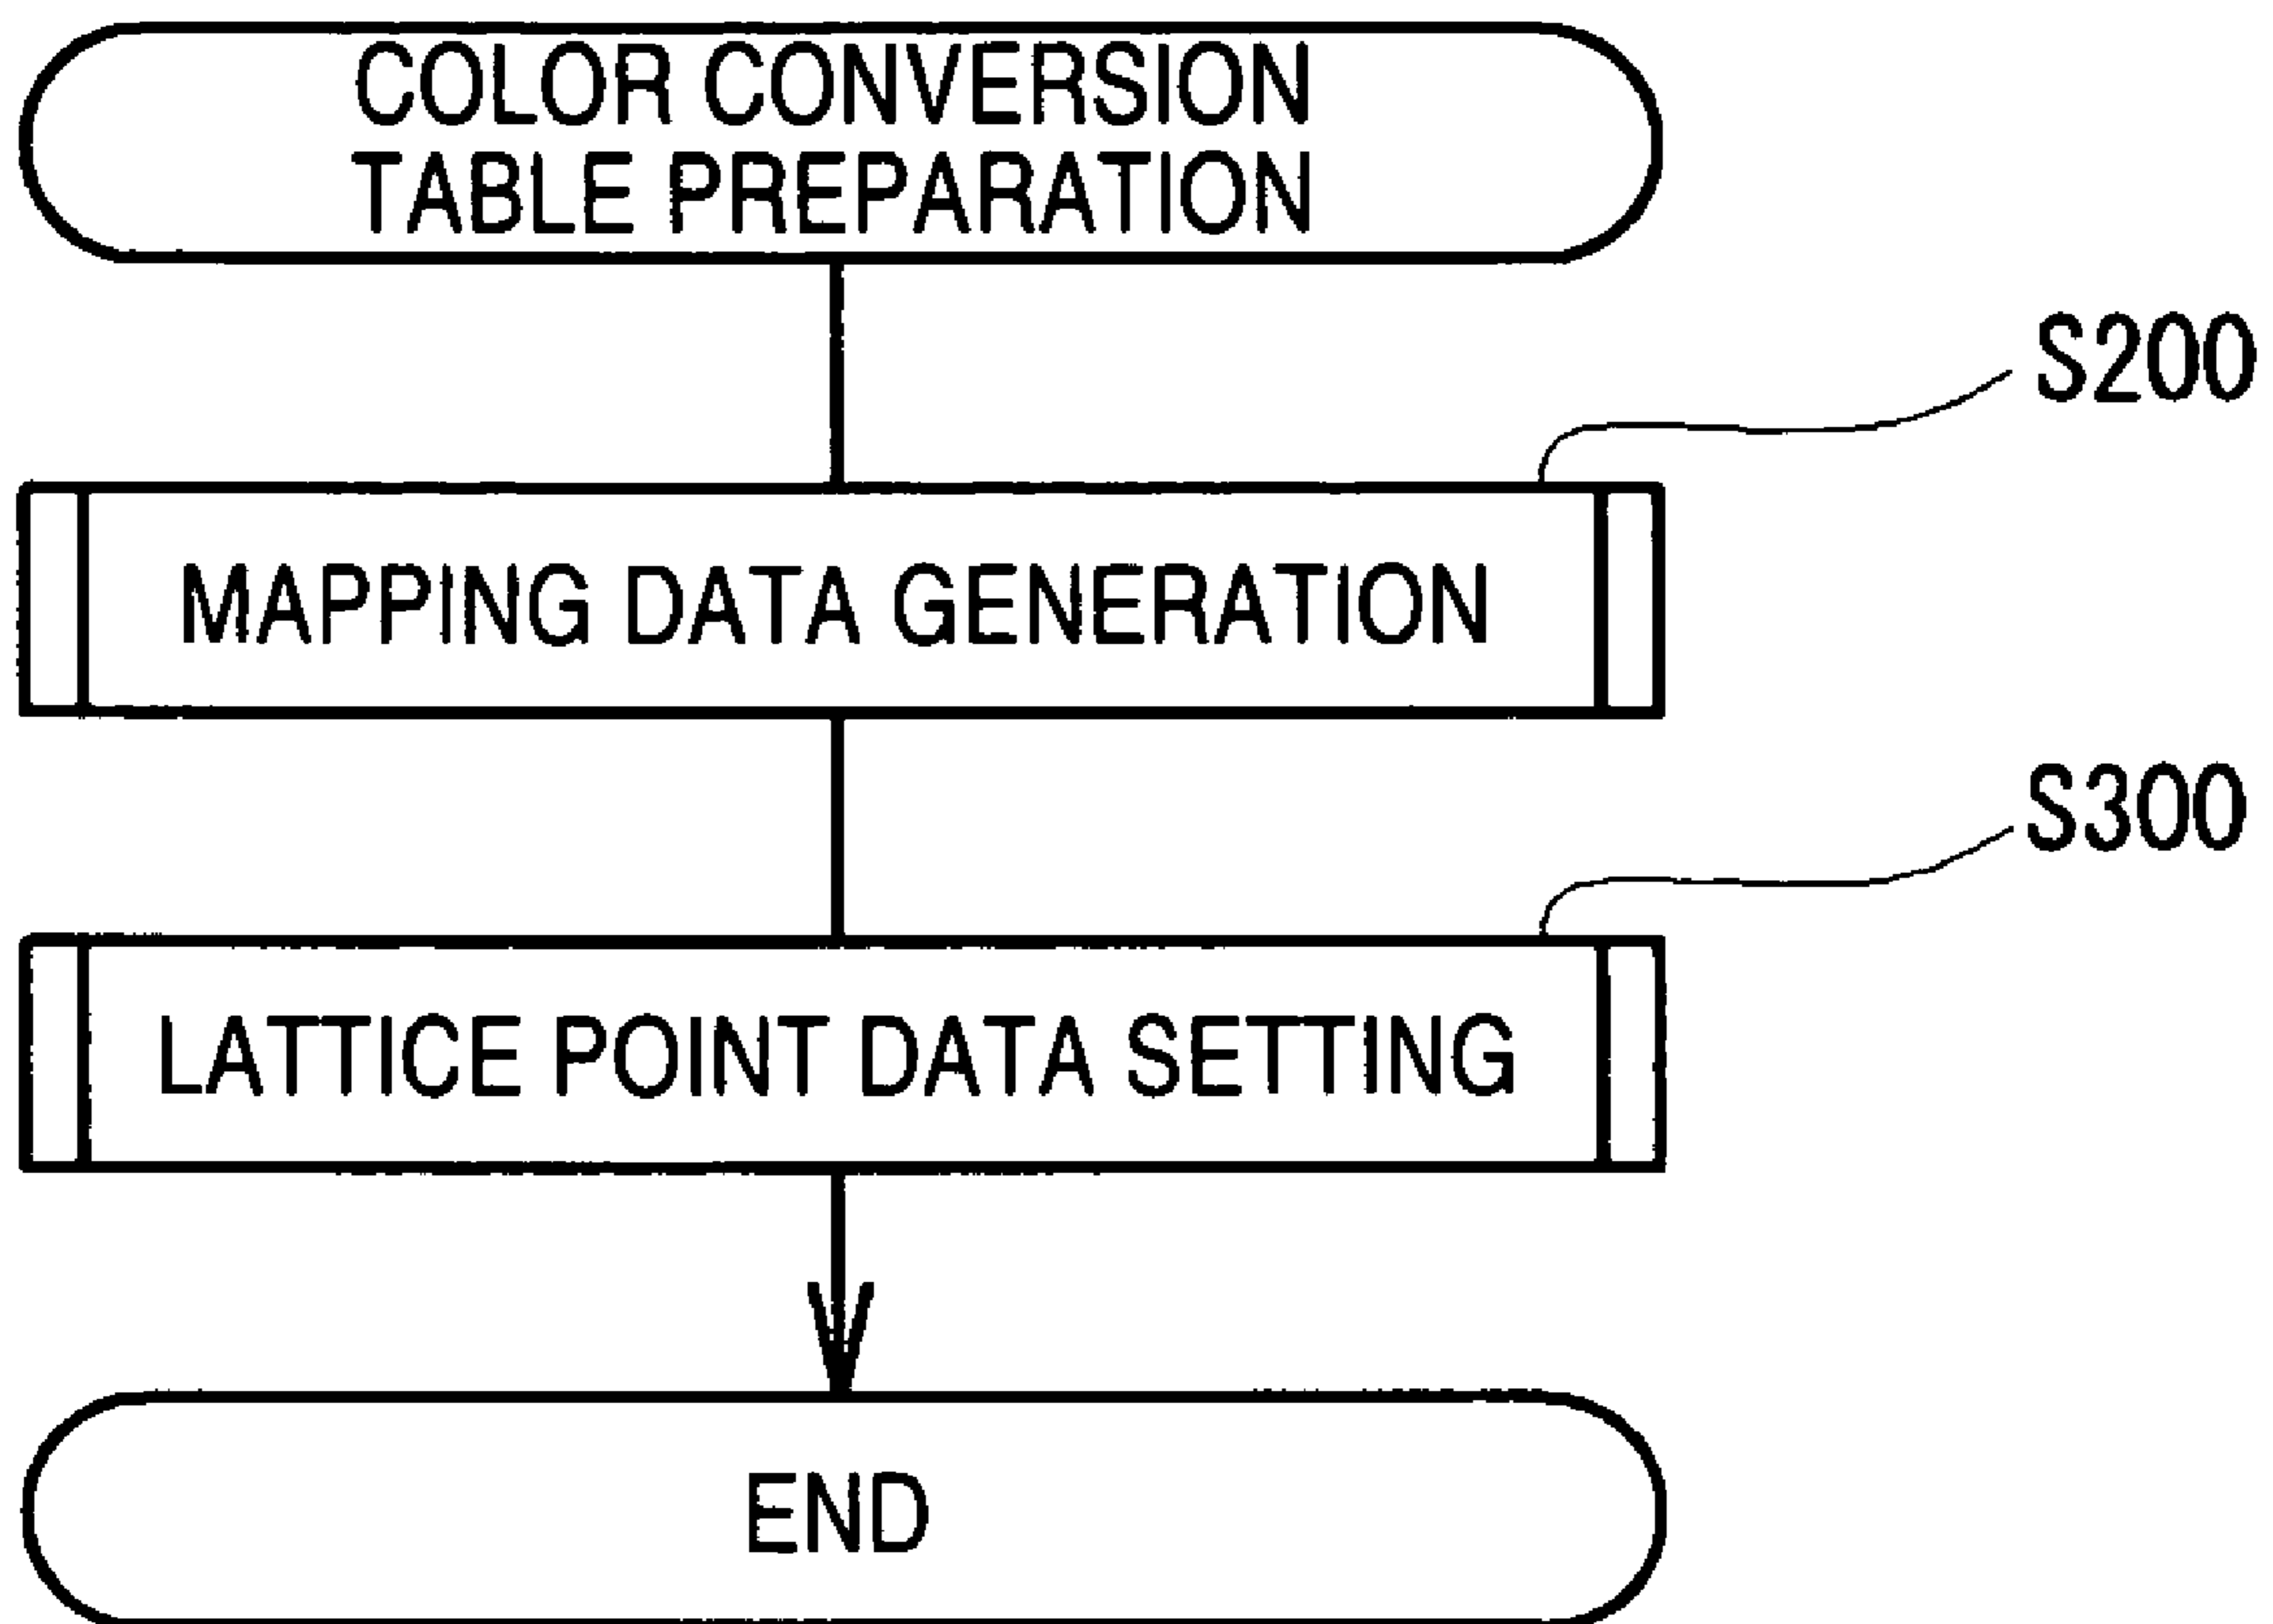 COLOR CONVERSION
TABLE PREPARATION
S200
MAPPING DATA GENERATION
S300
LATTICE POINT DATA SETTING
END